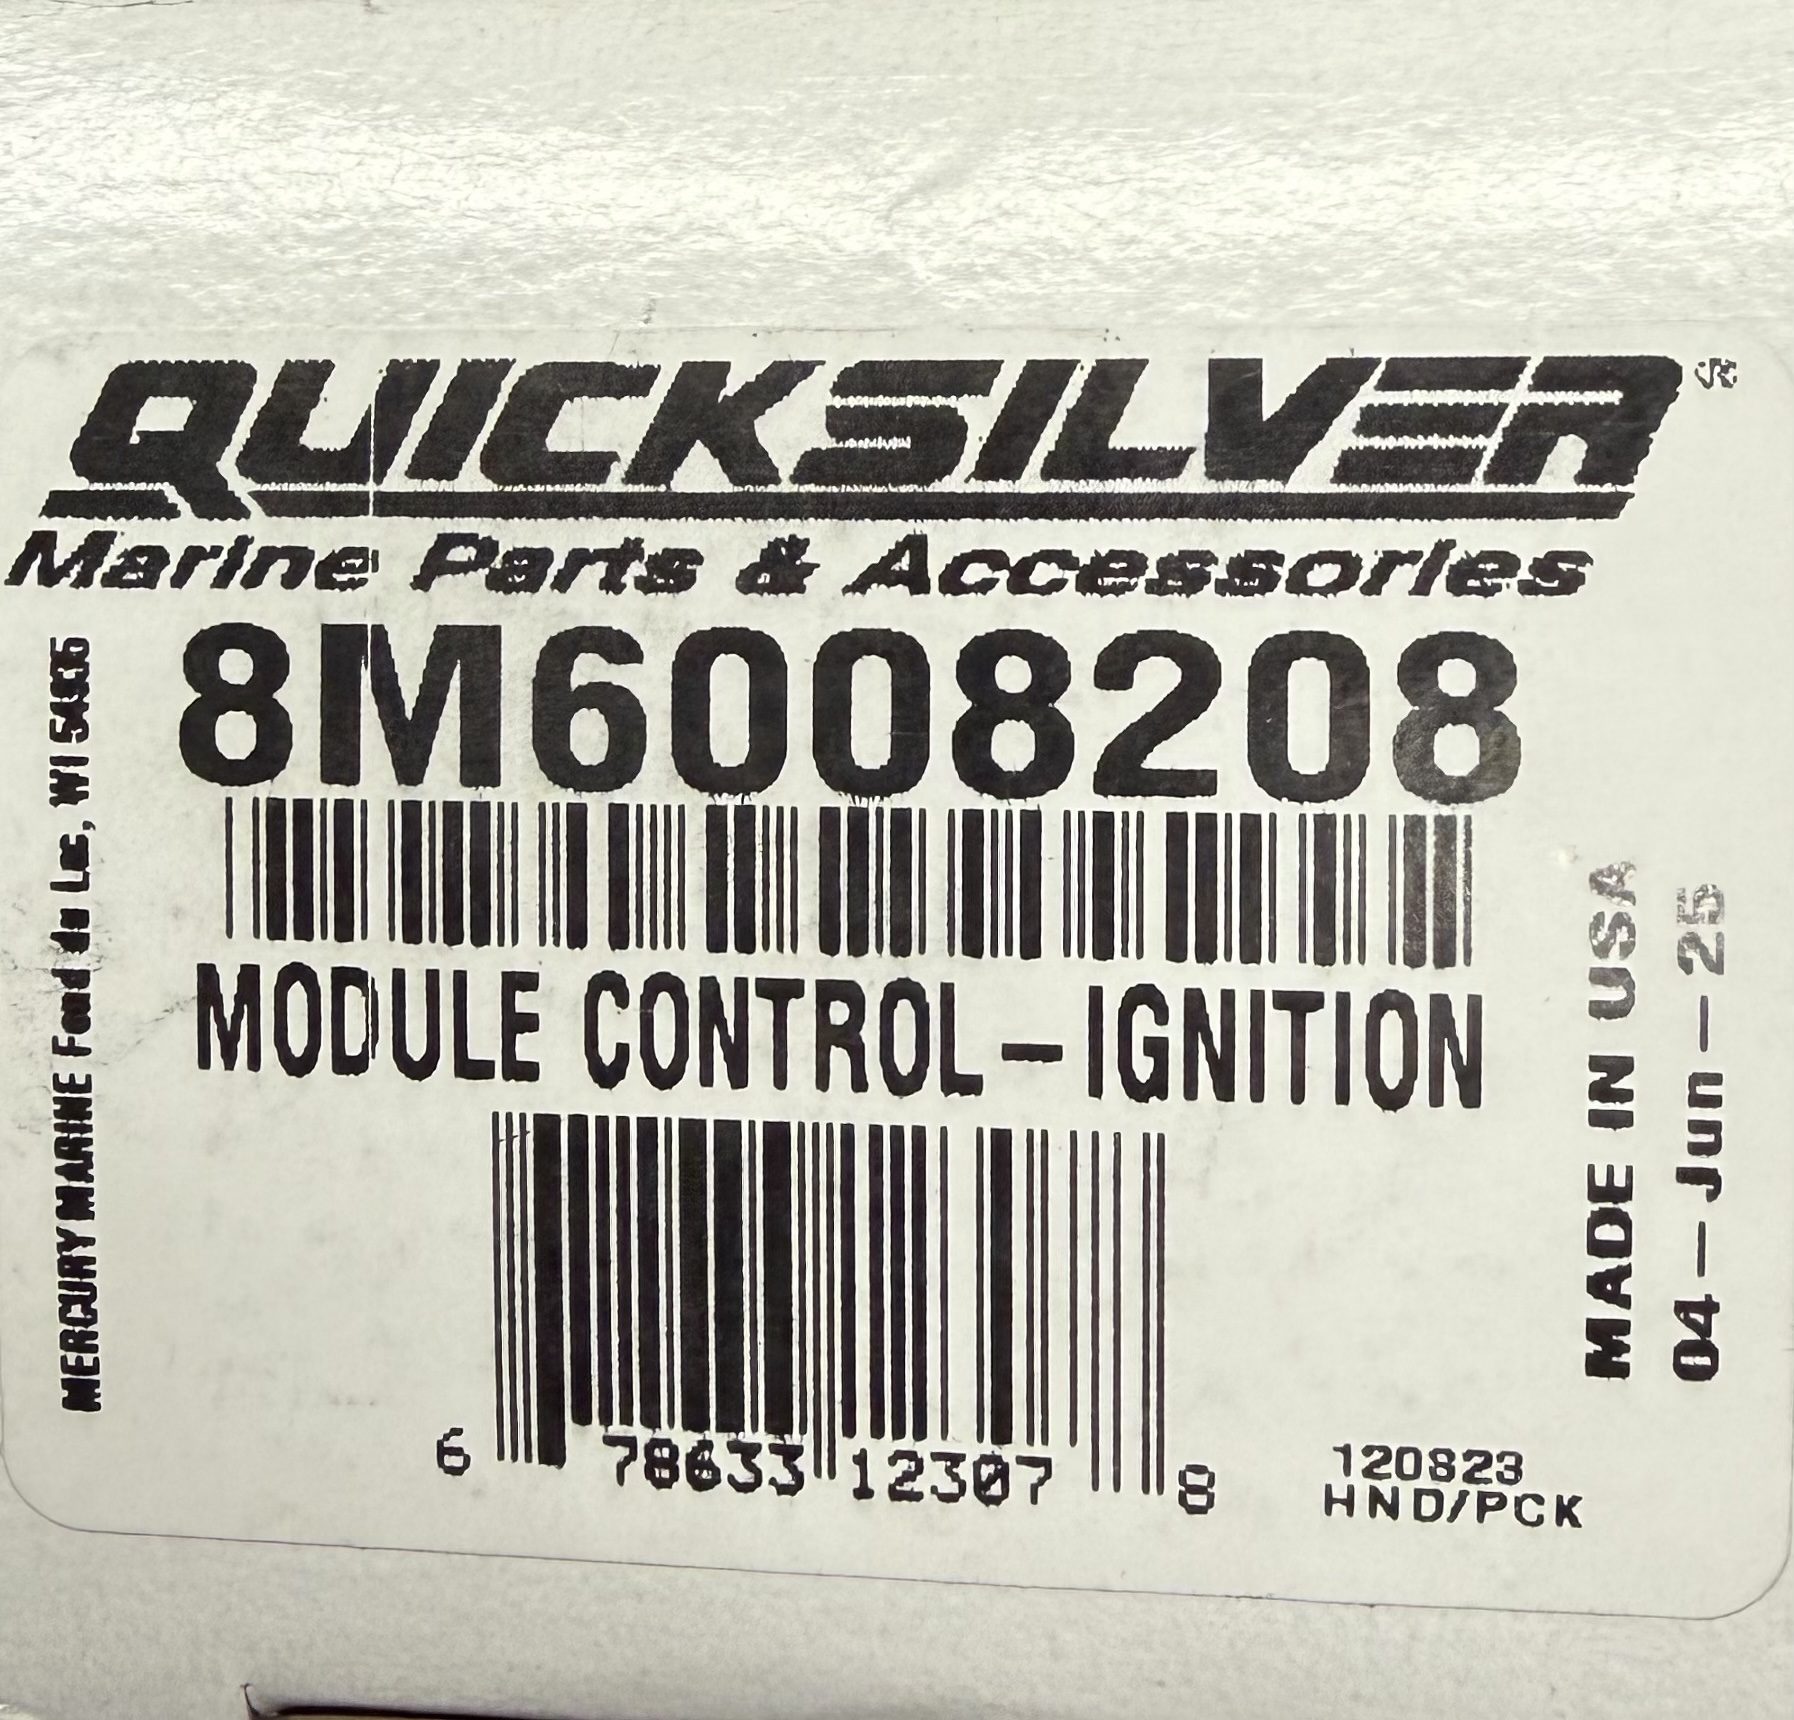 QUICKSILVER®
Marine Parts & Accessories
8M6008208
MODULE CONTROL-IGNITION
6 78633 12307 8
120823
HND/PCK
MERCURY MARINE Fond du Lac, WI 54935
MADE IN USA
04-Jun-25